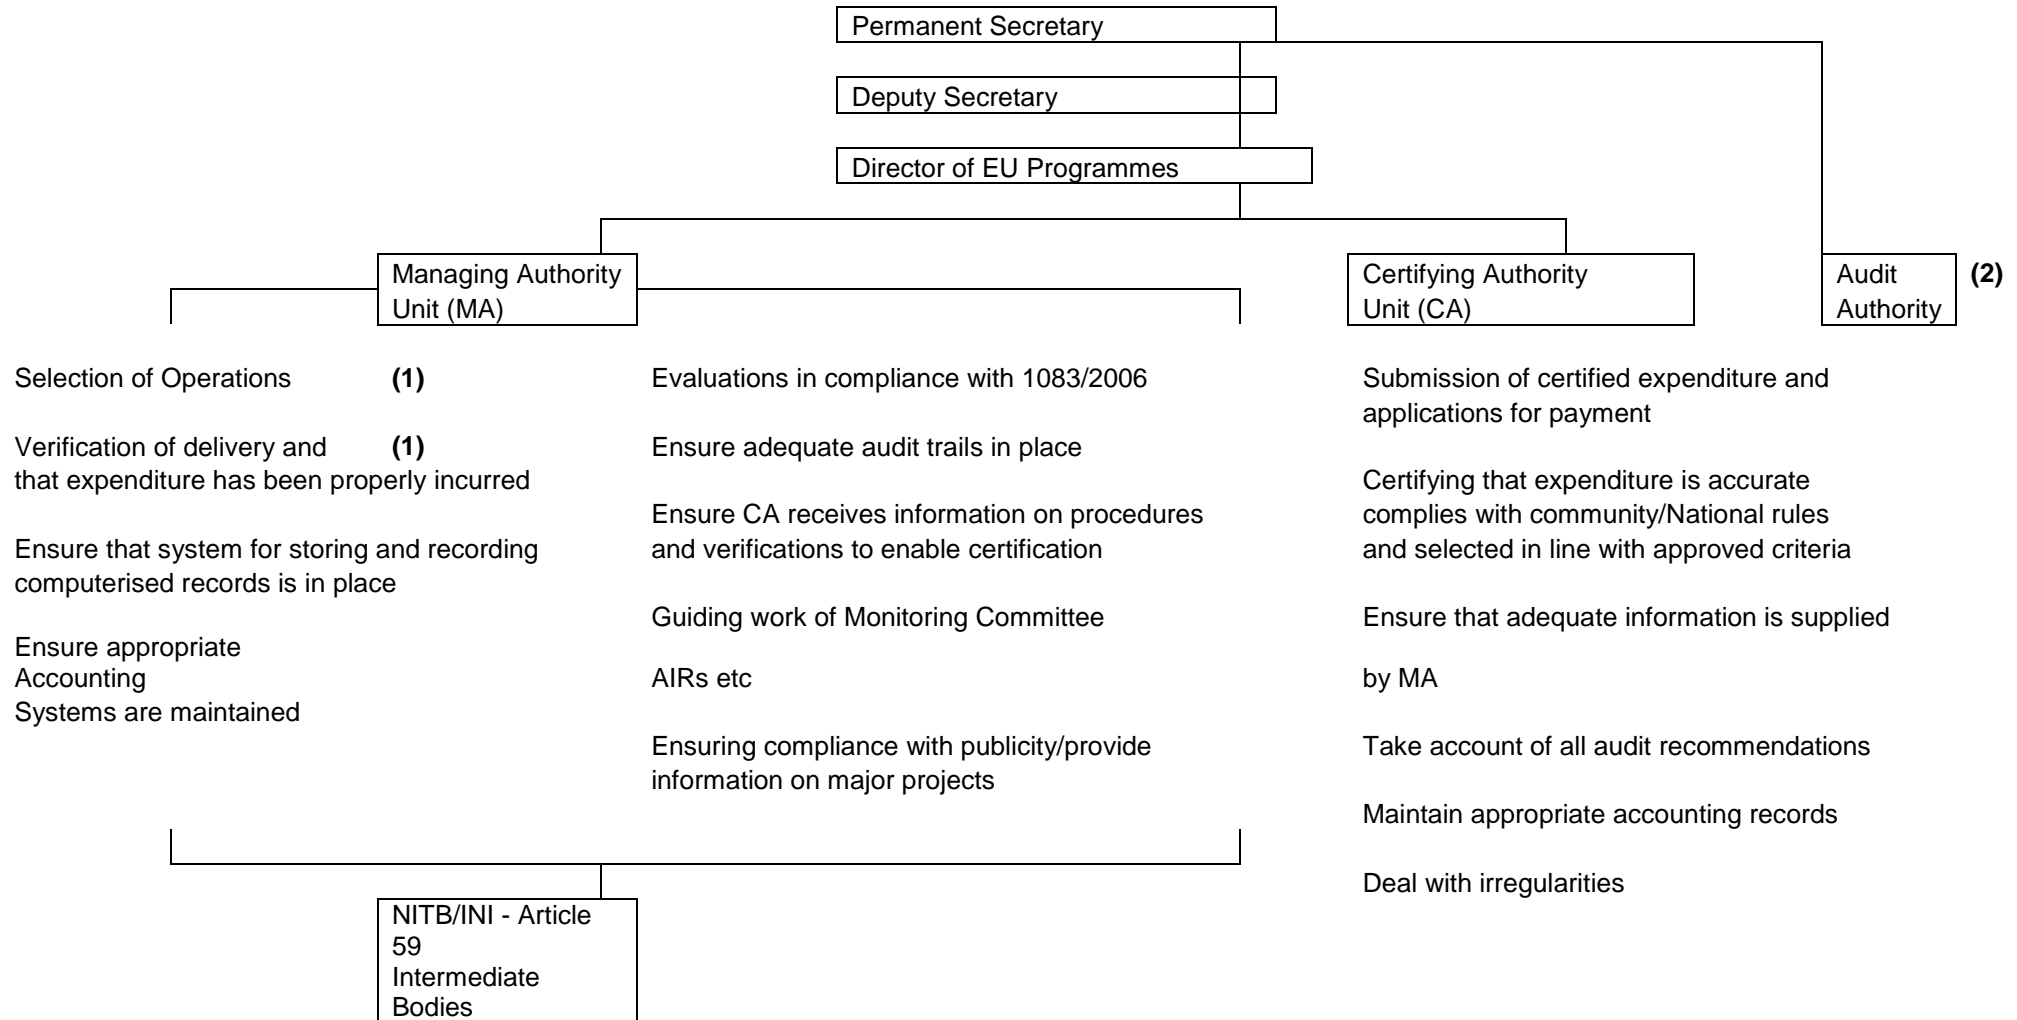 Permanent Secretary
Deputy Secretary
Director of EU Programmes
Managing Authority
Unit (MA)
Certifying Authority
Unit (CA)
Audit
Authority
(2)
Selection of Operations (1)
Verification of delivery and (1)
that expenditure has been properly incurred
Ensure that system for storing and recording
computerised records is in place
Ensure appropriate
Accounting
Systems are maintained
Evaluations in compliance with 1083/2006
Ensure adequate audit trails in place
Ensure CA receives information on procedures
and verifications to enable certification
Guiding work of Monitoring Committee
AIRs etc
Ensuring compliance with publicity/provide
information on major projects
Submission of certified expenditure and
applications for payment
Certifying that expenditure is accurate
complies with community/National rules
and selected in line with approved criteria
Ensure that adequate information is supplied
by MA
Take account of all audit recommendations
Maintain appropriate accounting records
Deal with irregularities
NITB/INI - Article
59
Intermediate
Bodies